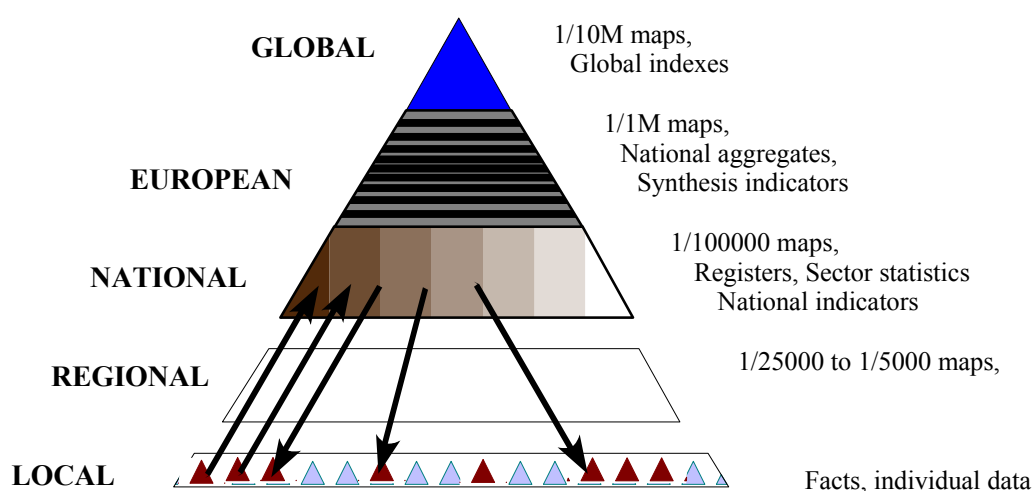 GLOBAL
1/10M maps,
Global indexes
EUROPEAN
1/1M maps,
National aggregates,
Synthesis indicators
NATIONAL
1/100000 maps,
Registers, Sector statistics
National indicators
REGIONAL
1/25000 to 1/5000 maps,
LOCAL
Facts, individual data